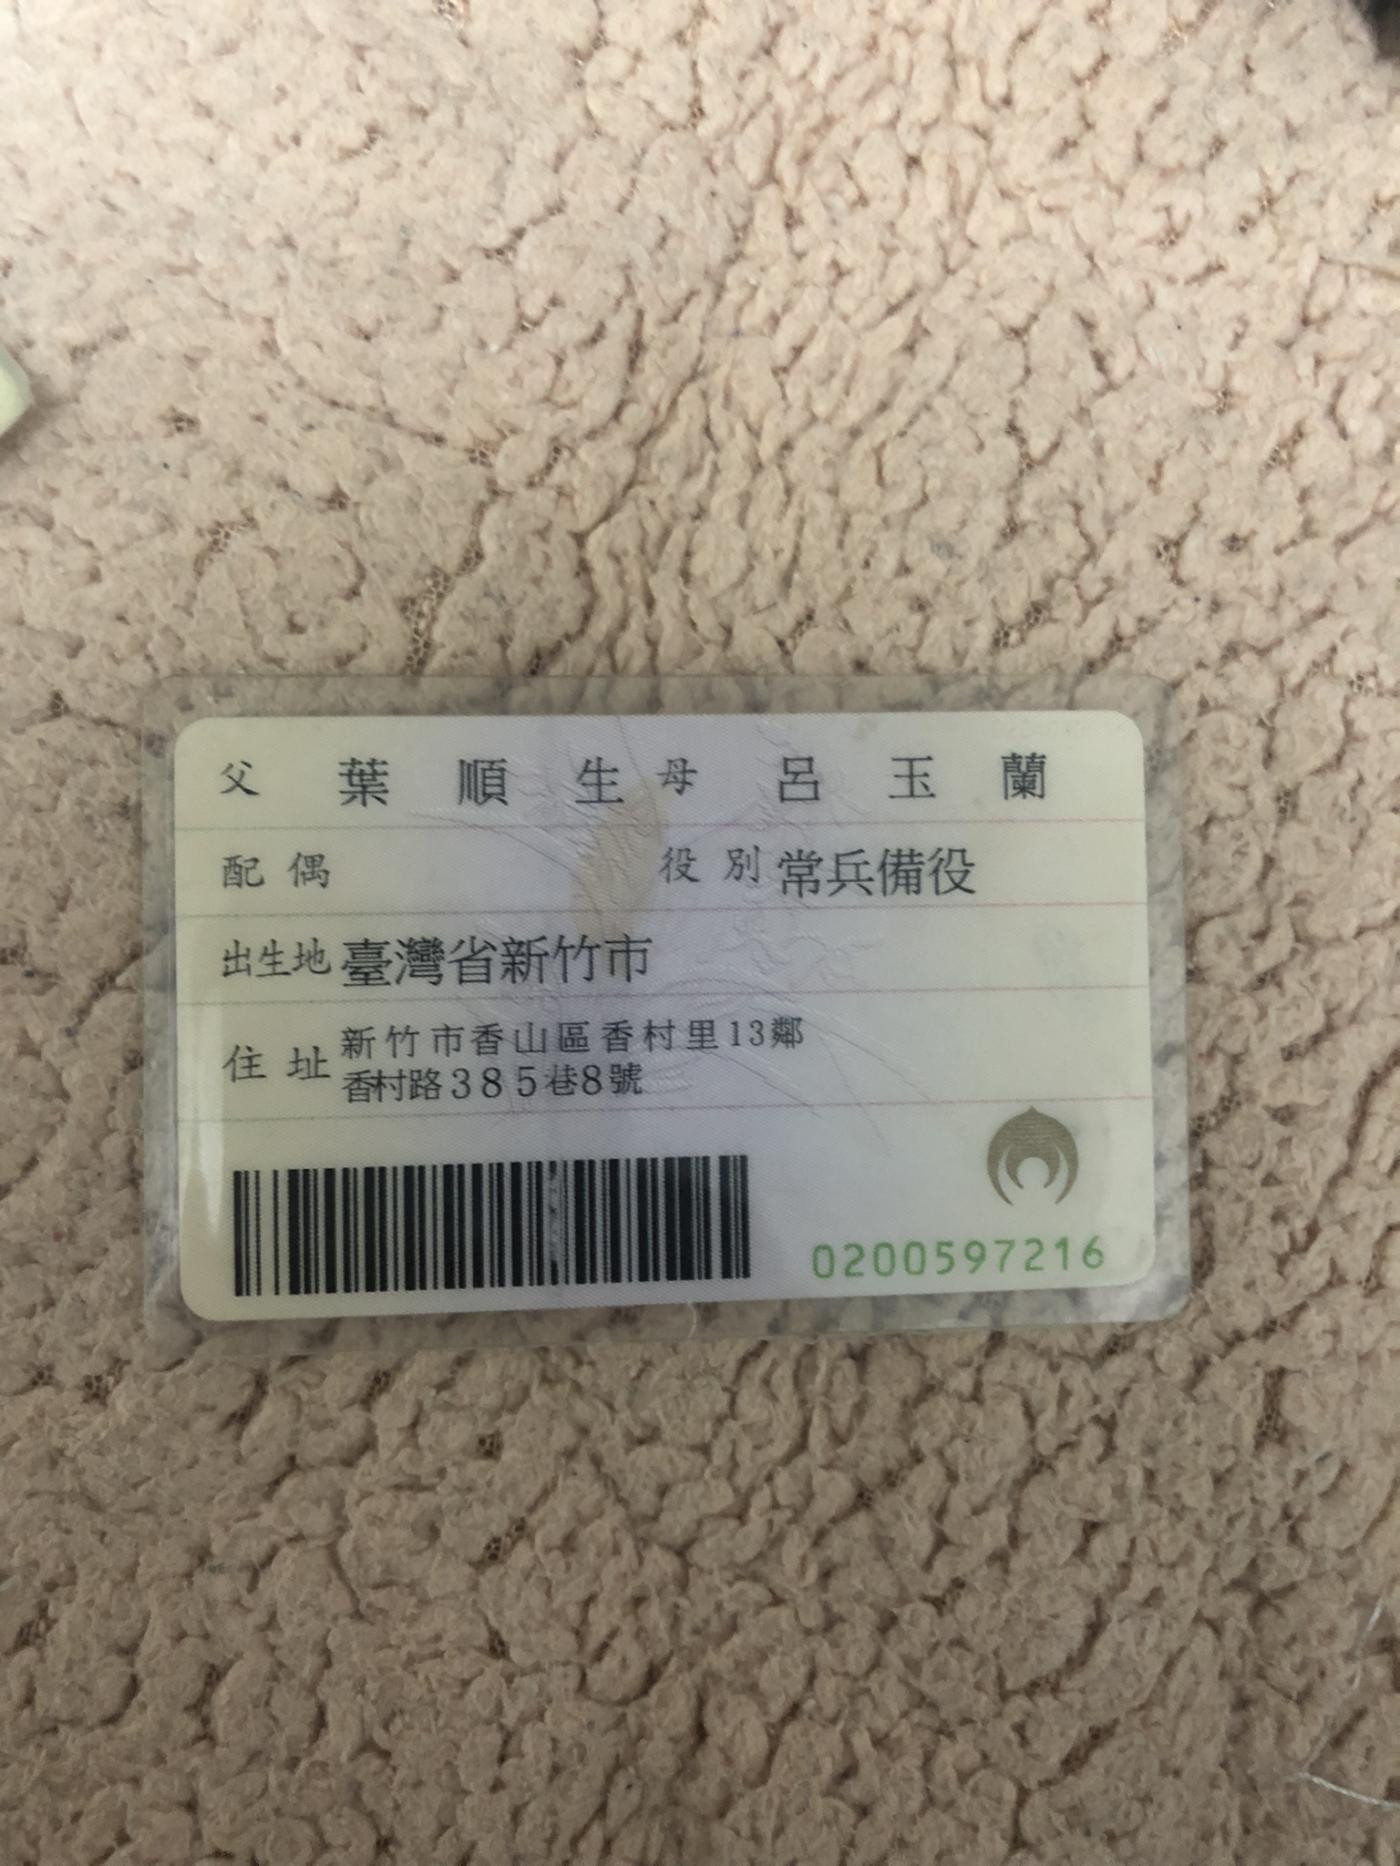 父 葉順生 母 呂玉蘭
配偶 役別 常兵備役
出生地 臺灣省新竹市
住址 新竹市香山區香村里13鄰
香村路385巷8號
0200597216